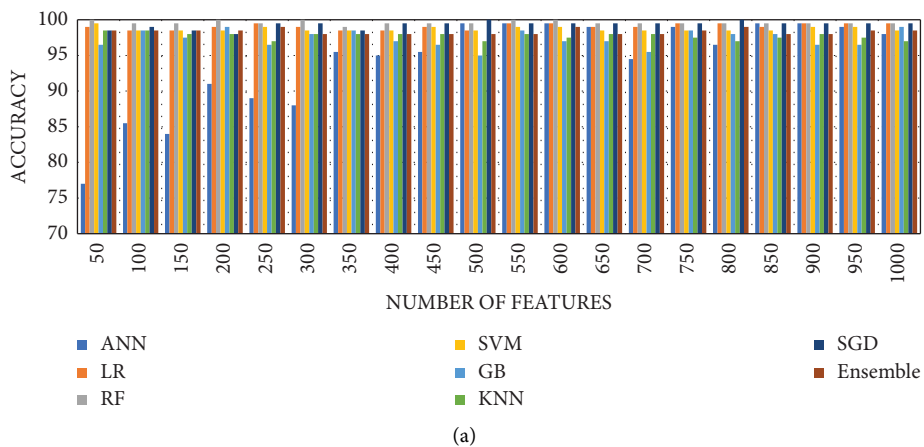 100
95
90
85
80
75
70
ACCURACY
50
100
150
200
250
300
350
400
450
500
550
600
650
700
750
800
850
900
950
1000
NUMBER OF FEATURES
ANN
SVM
SGD
LR
GB
Ensemble
RF
KNN
(a)